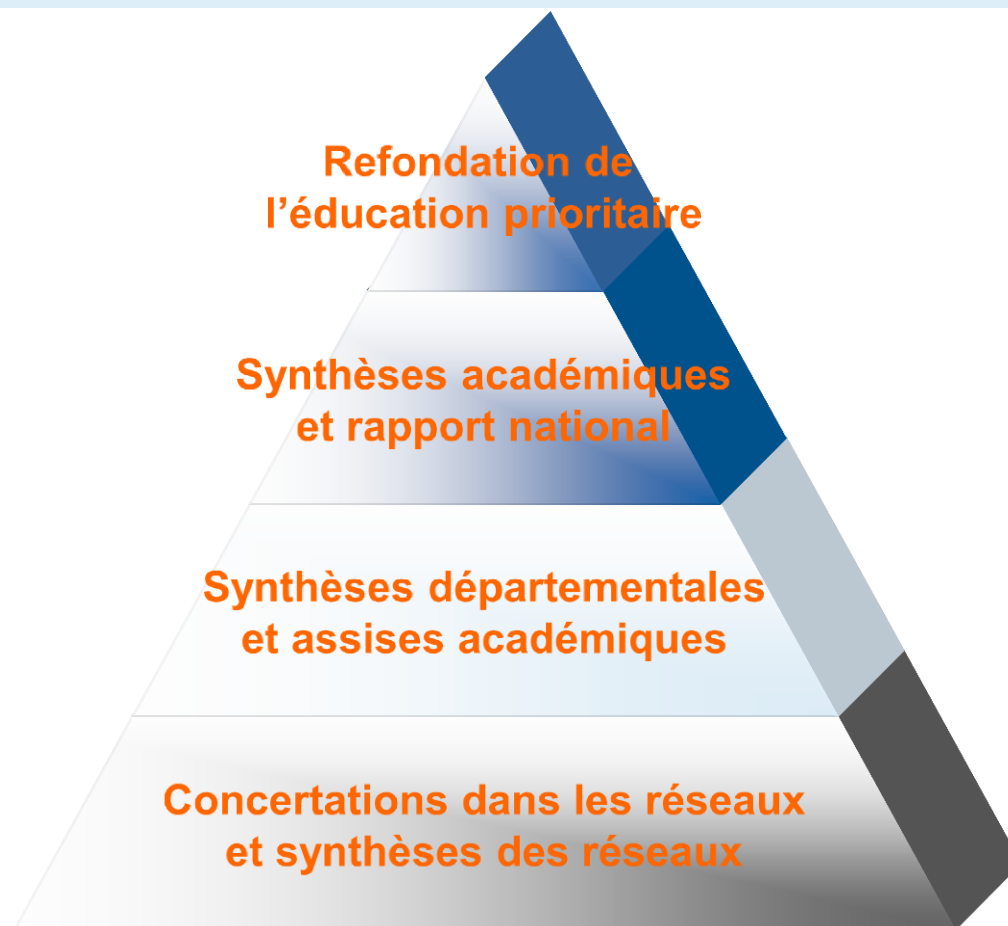 Refondation de
l’éducation prioritaire
Synthèses académiques
et rapport national
Synthèses départementales
et assises académiques
Concertations dans les réseaux
et synthèses des réseaux